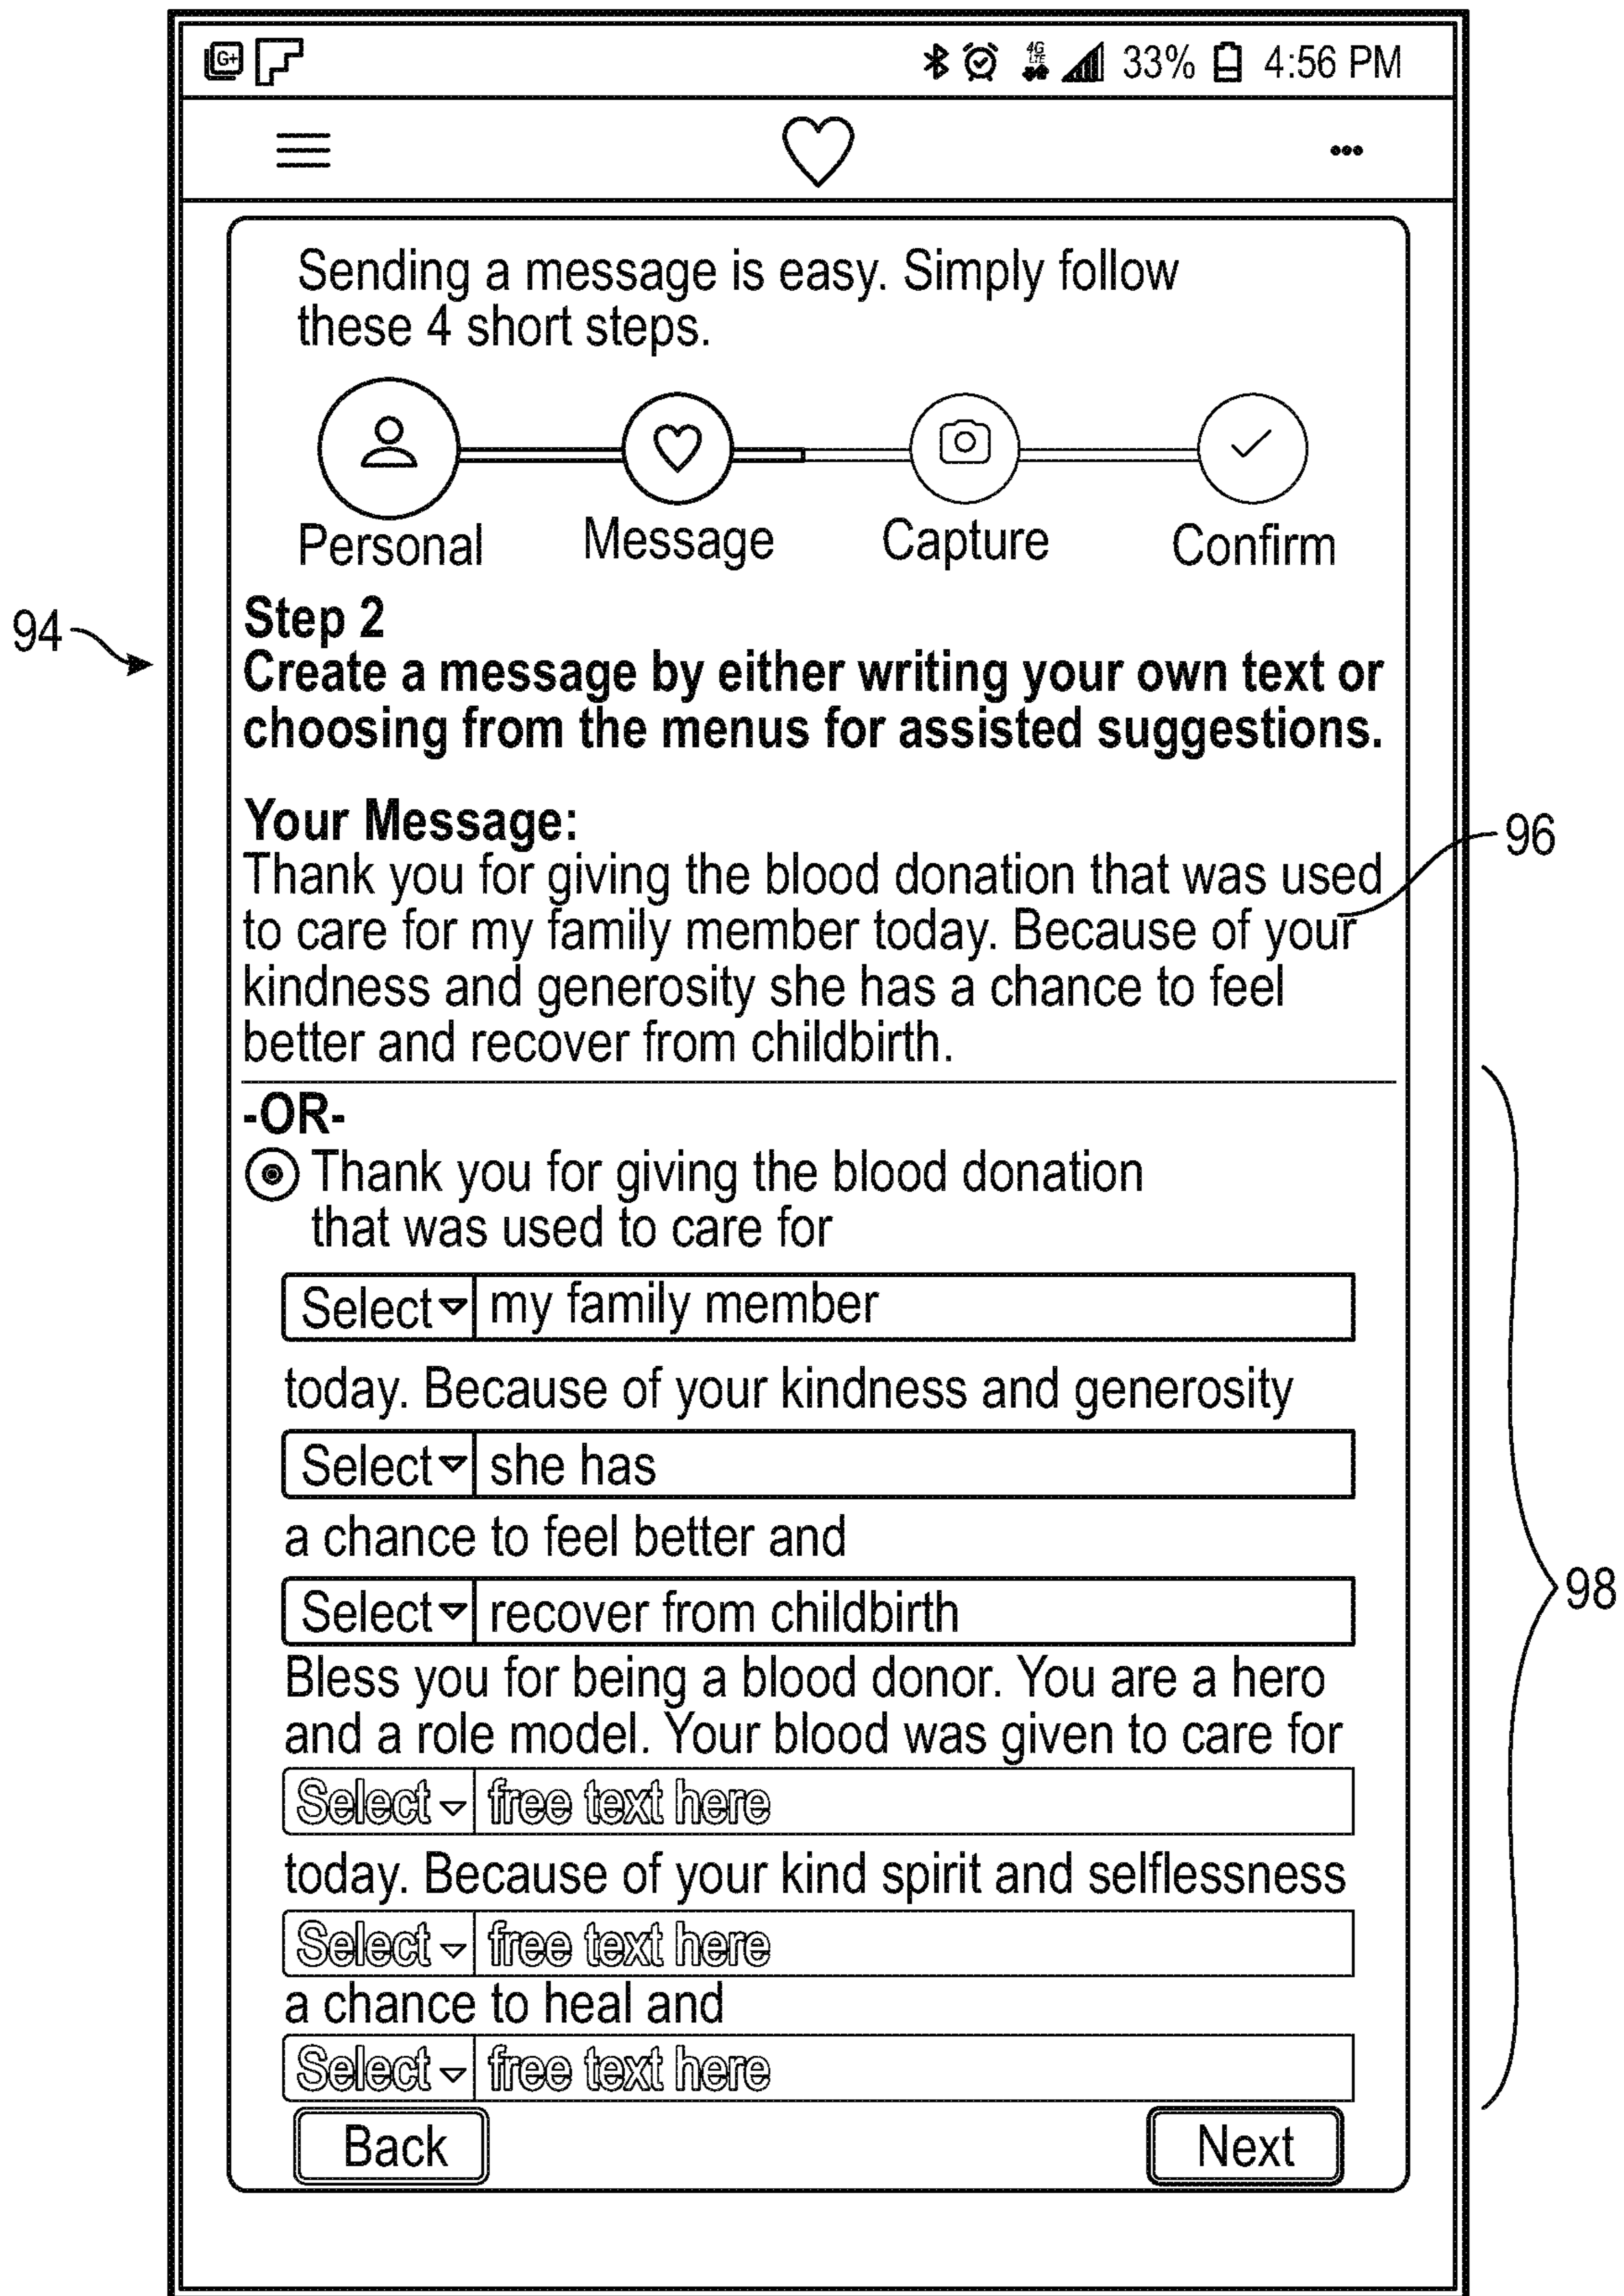 G+ 4G LTE 33% 4:56 PM
Sending a message is easy. Simply follow
these 4 short steps.
Personal Message Capture Confirm
94
Step 2
Create a message by either writing your own text or
choosing from the menus for assisted suggestions.
Your Message:
96
Thank you for giving the blood donation that was used
to care for my family member today. Because of your
kindness and generosity she has a chance to feel
better and recover from childbirth.
-OR-
Thank you for giving the blood donation
that was used to care for
Select my family member
today. Because of your kindness and generosity
Select she has
a chance to feel better and
98
Select recover from childbirth
Bless you for being a blood donor. You are a hero
and a role model. Your blood was given to care for
Select free text here
today. Because of your kind spirit and selflessness
Select free text here
a chance to heal and
Select free text here
Back Next